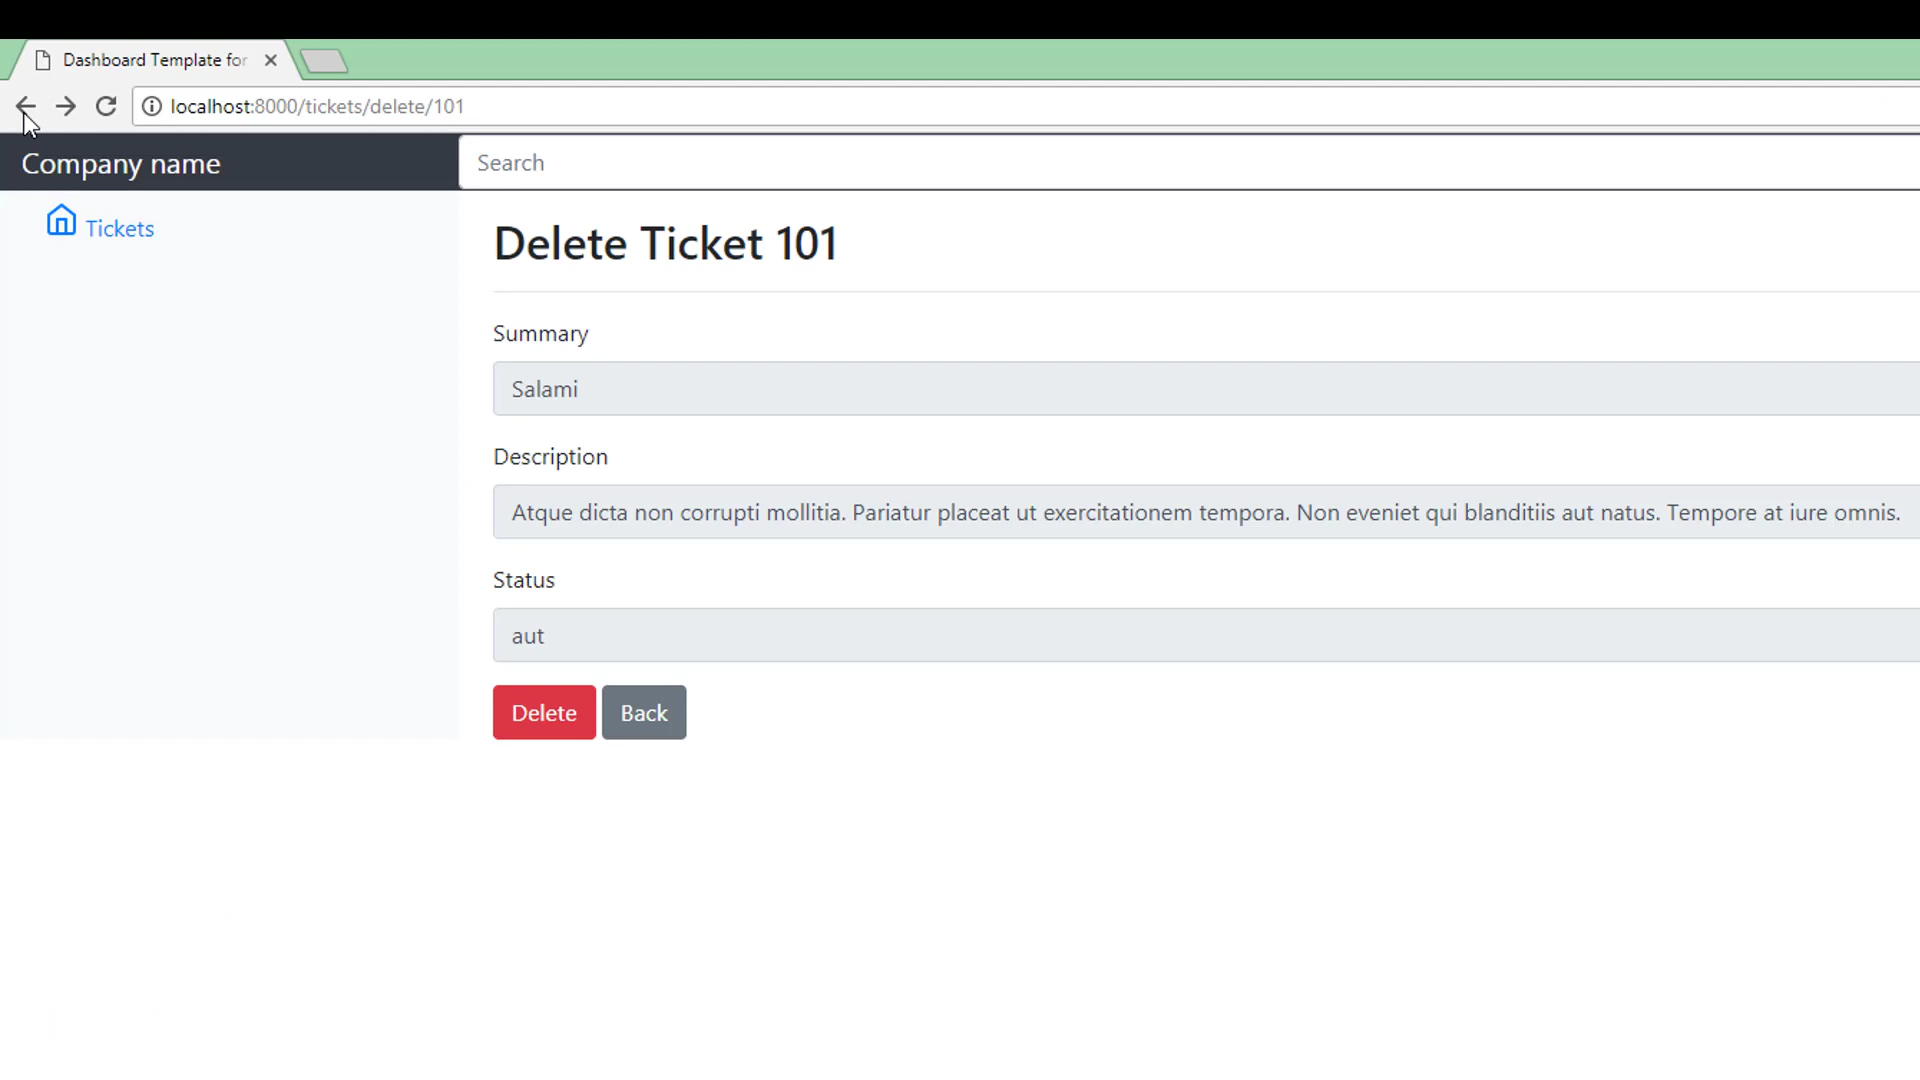 Dashboard Template for
localhost:8000/tickets/delete/101
Company name
Search
Tickets
Delete Ticket 101
Summary
Salami
Description
Atque dicta non corrupti mollitia. Pariatur placeat ut exercitationem tempora. Non eveniet qui blanditiis aut natus. Tempore at iure omnis.
Status
aut
Delete Back